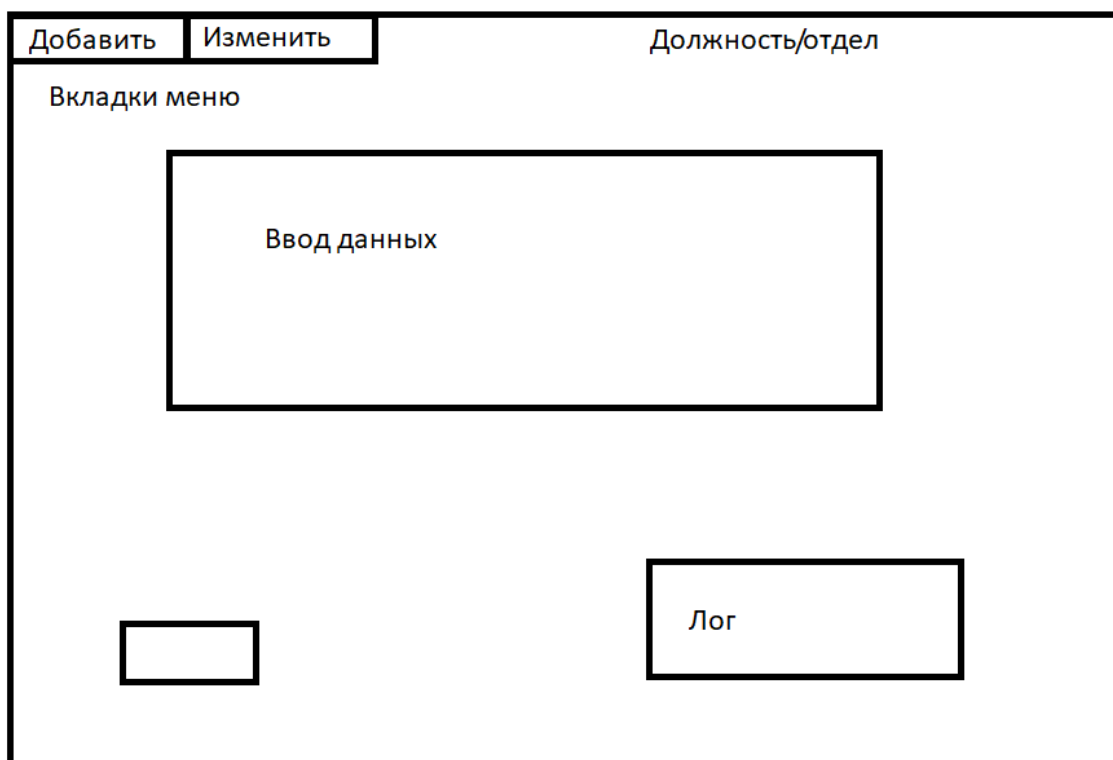 Добавить Изменить Должность/отдел
Вкладки меню
Ввод данных
Лог